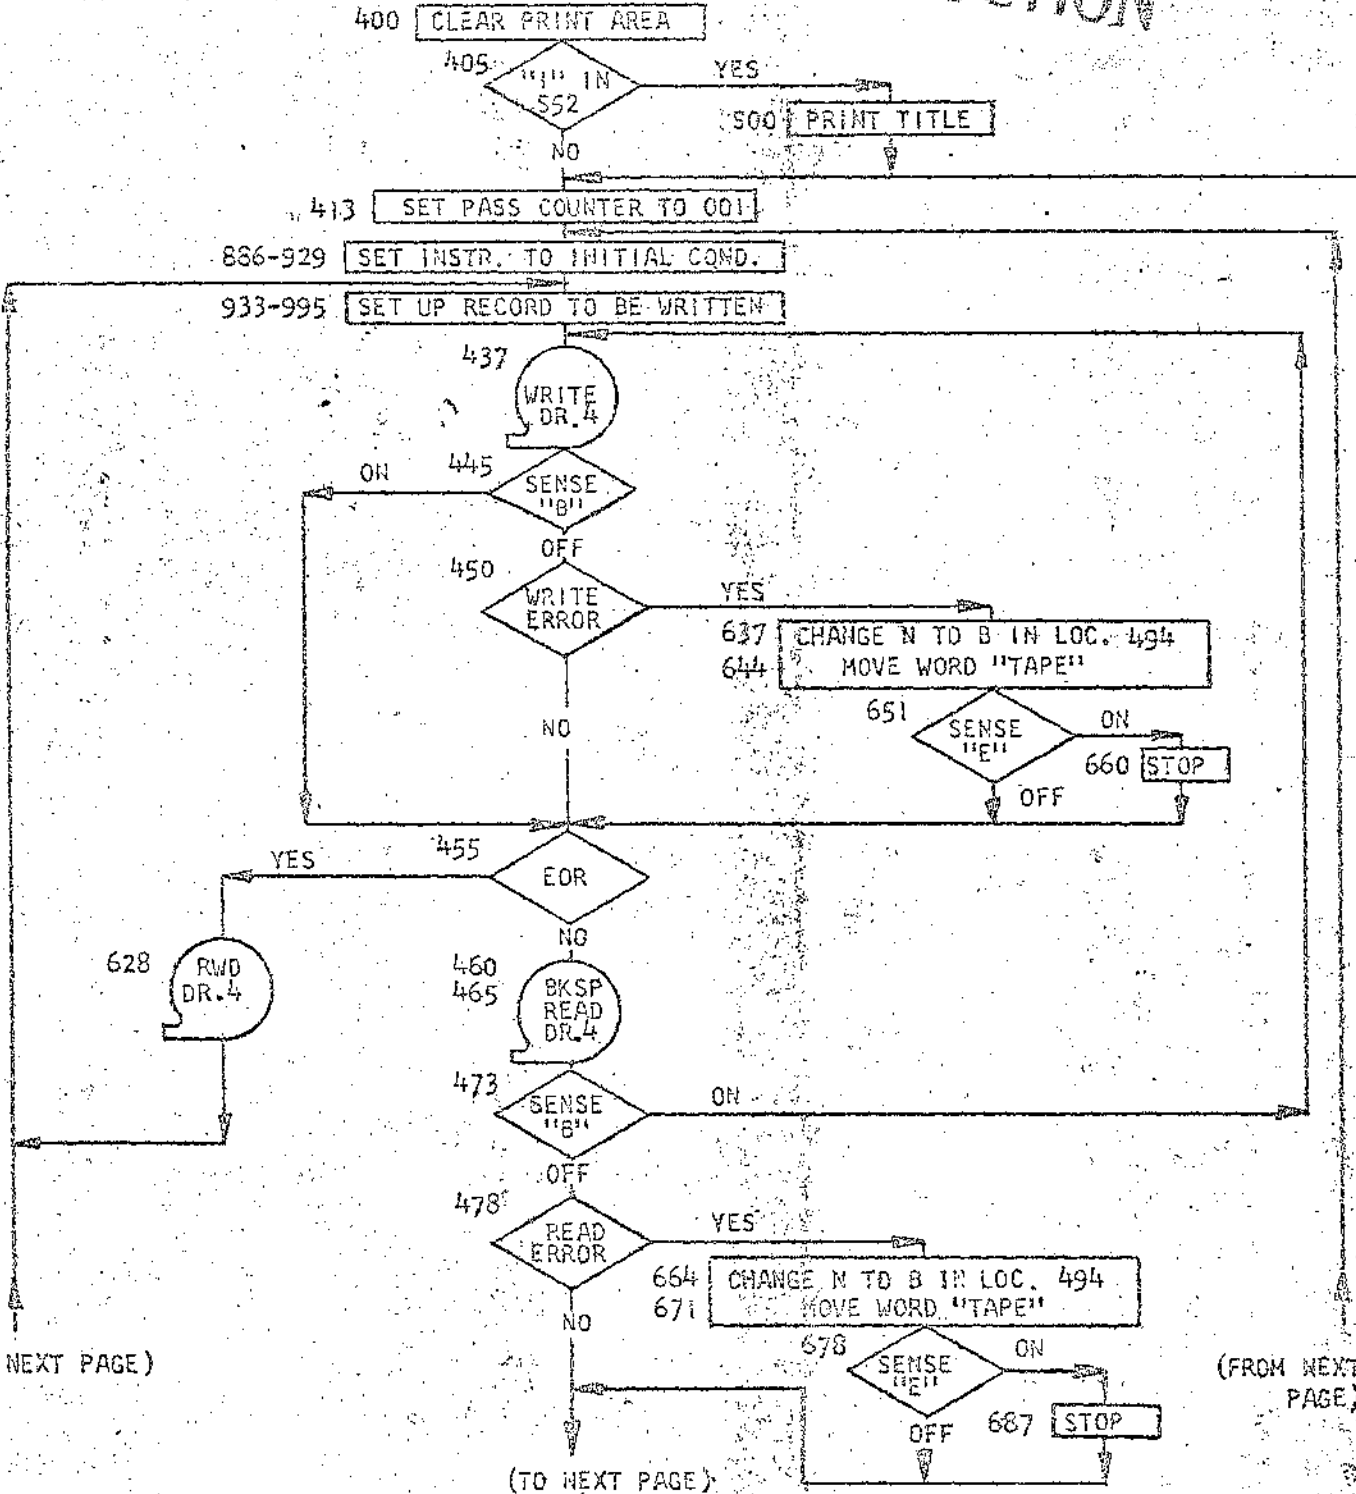 400 CLEAR PRINT AREA
405 "1" IN
552
YES
500 PRINT TITLE
NO
413 SET PASS COUNTER TO 001
886-929 SET INSTR. TO INITIAL COND.
933-995 SET UP RECORD TO BE WRITTEN
437
WRITE
DR.4
ON
445
SENSE
"B"
OFF
450
WRITE
ERROR
YES
637 CHANGE N TO B IN LOC. 494
644 MOVE WORD "TAPE"
651
SENSE
"E"
ON
660 STOP
OFF
NO
455
YES
EOR
NO
628
RWD
DR.4
460
465
BKSP
READ
DR.4
473
SENSE
"B"
ON
OFF
478
READ
ERROR
YES
664 CHANGE N TO B IN LOC. 494
671 MOVE WORD "TAPE"
NO
678
SENSE
"E"
ON
687 STOP
OFF
NEXT PAGE)
(FROM NEXT
PAGE)
(TO NEXT PAGE)